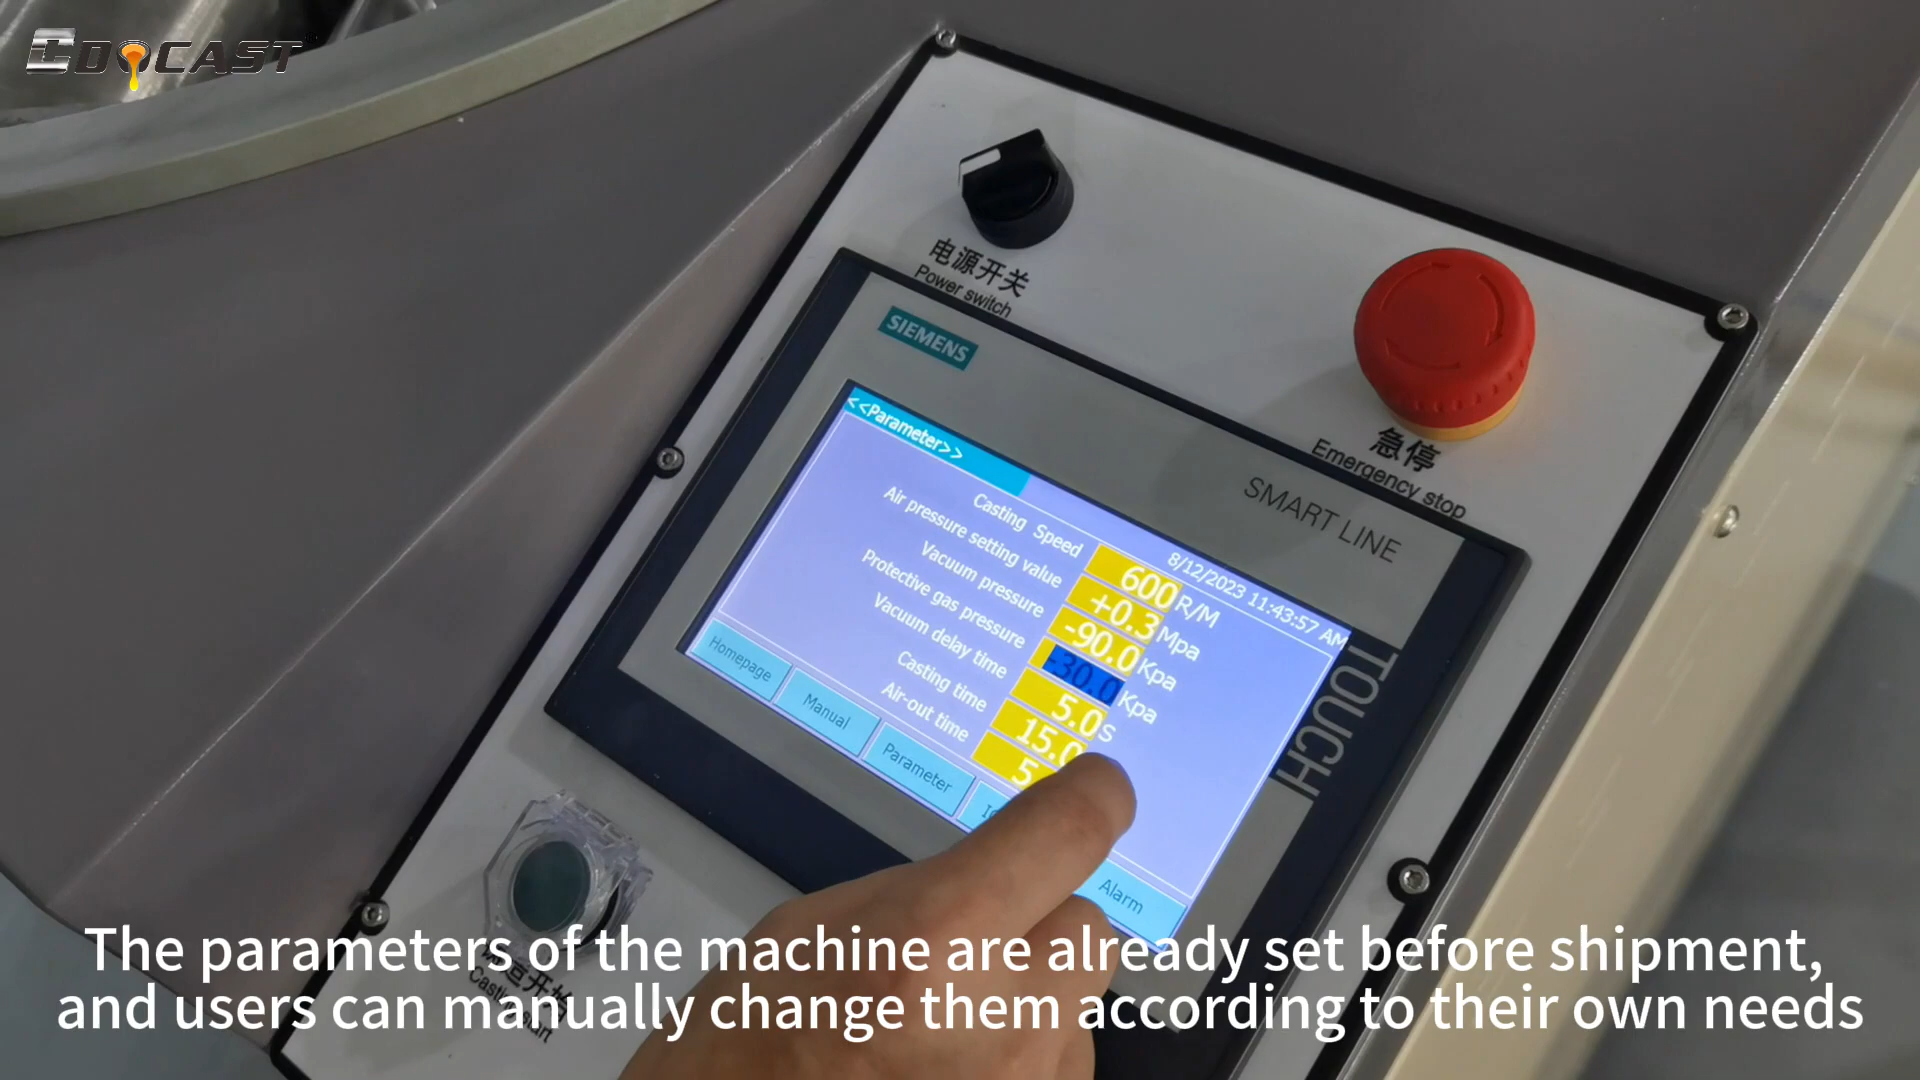 电源开关
Power switch
急停
Emergency stop
SIEMENS
SMART LINE
TOUCH
<<Parameter>>
8/12/2023 11:43:57 AM
Casting Speed 600 R/M
Air pressure setting value +0.3 Mpa
Vacuum pressure -90.0 Kpa
Protective gas pressure -30.0 Kpa
Vacuum delay time 5.0 S
Casting time 15.0
Air-out time 5
Homepage
Manual
Parameter
Alarm
The parameters of the machine are already set before shipment,
and users can manually change them according to their own needs